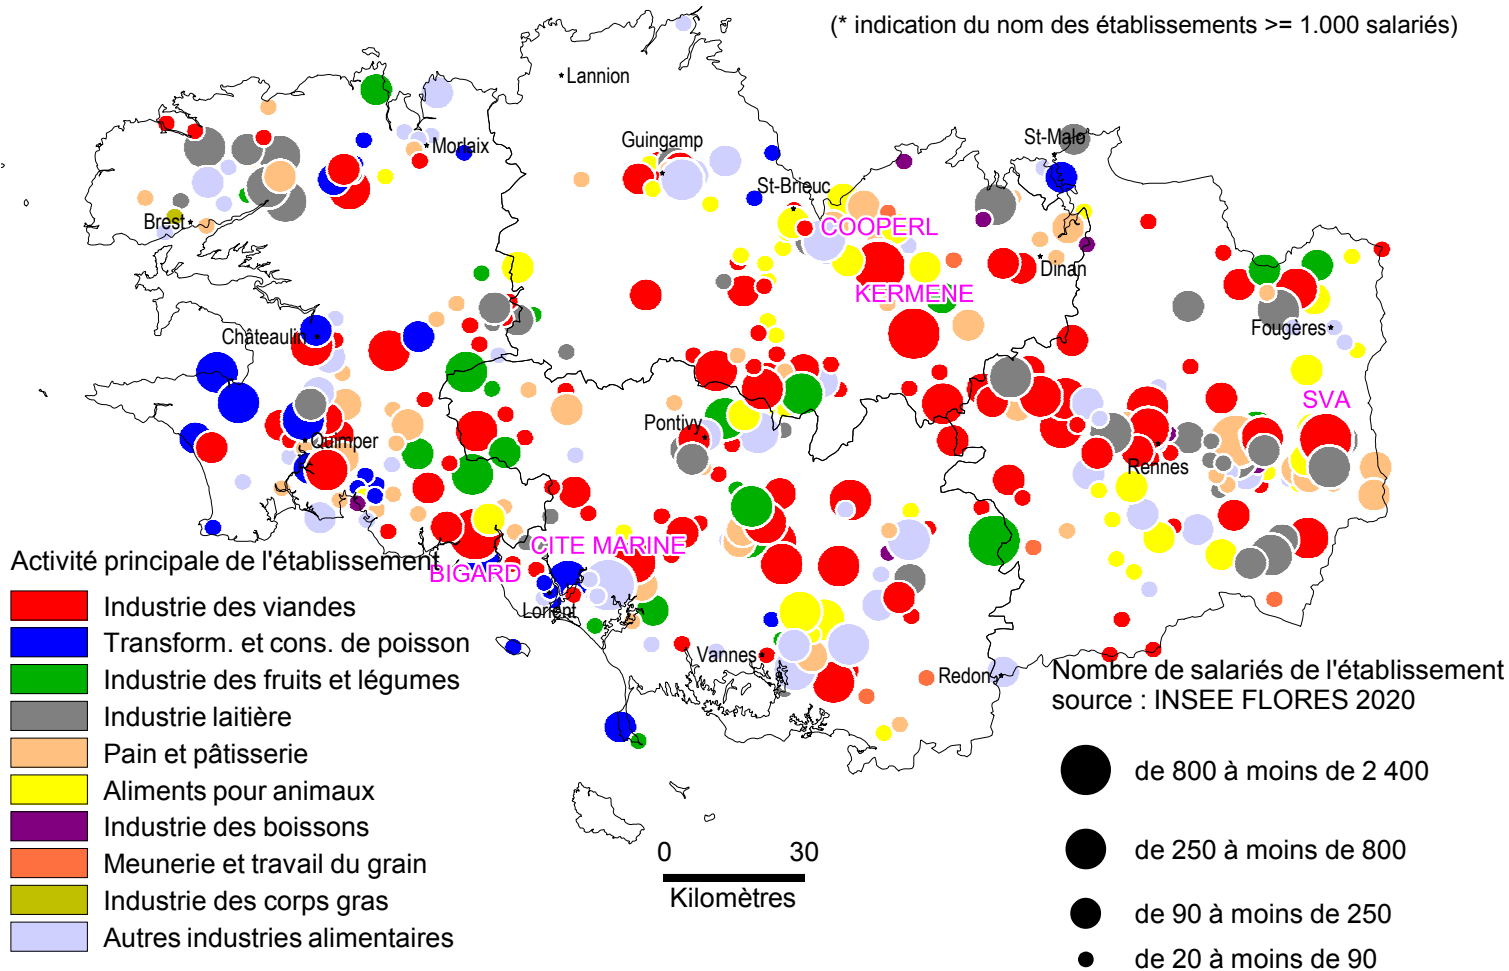 (* indication du nom des établissements >= 1.000 salariés)
Lannion
St-Malo
Guingamp
Morlaix
St-Brieuc
Brest
COOPERL
Dinan
KERMENE
Châteaulin
Fougères
SVA
Pontivy
Quimper
Rennes
CITE MARINE
BIGARD
Lorient
Vannes
Redon
Activité principale de l'établissement
Industrie des viandes
Transform. et cons. de poisson
Industrie des fruits et légumes
Industrie laitière
Pain et pâtisserie
Aliments pour animaux
Industrie des boissons
Meunerie et travail du grain
Industrie des corps gras
Autres industries alimentaires
0 30
Kilomètres
Nombre de salariés de l'établissement
source : INSEE FLORES 2020
de 800 à moins de 2 400
de 250 à moins de 800
de 90 à moins de 250
de 20 à moins de 90